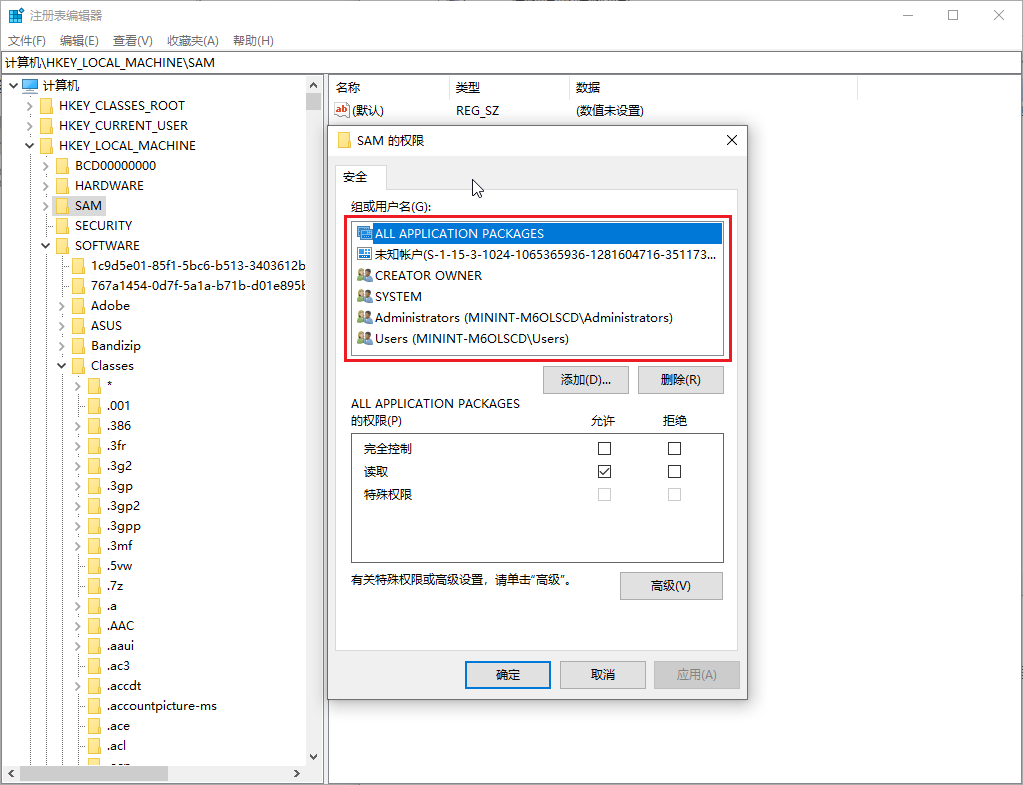 注册表编辑器
文件(F) 编辑(E) 查看(V) 收藏夹(A) 帮助(H)
计算机\HKEY_LOCAL_MACHINE\SAM
计算机
HKEY_CLASSES_ROOT
HKEY_CURRENT_USER
HKEY_LOCAL_MACHINE
BCD00000000
HARDWARE
SAM
SECURITY
SOFTWARE
1c9d5e01-85f1-5bc6-b513-3403612b
767a1454-0d7f-5a1a-b71b-d01e895b
Adobe
ASUS
Bandizip
Classes
*
.001
.386
.3fr
.3g2
.3gp
.3gp2
.3gpp
.3mf
.5vw
.7z
.a
.AAC
.aaui
.ac3
.accdt
.accountpicture-ms
.ace
.acl
名称 类型 数据
ab (默认) REG_SZ (数值未设置)
SAM 的权限
安全
组或用户名(G):
ALL APPLICATION PACKAGES
未知帐户(S-1-15-3-1024-1065365936-1281604716-351173...
CREATOR OWNER
SYSTEM
Administrators (MININT-M6OLSCD\Administrators)
Users (MININT-M6OLSCD\Users)
添加(D)... 删除(R)
ALL APPLICATION PACKAGES
的权限(P) 允许 拒绝
完全控制
读取
特殊权限
有关特殊权限或高级设置，请单击“高级”。
高级(V)
确定 取消 应用(A)